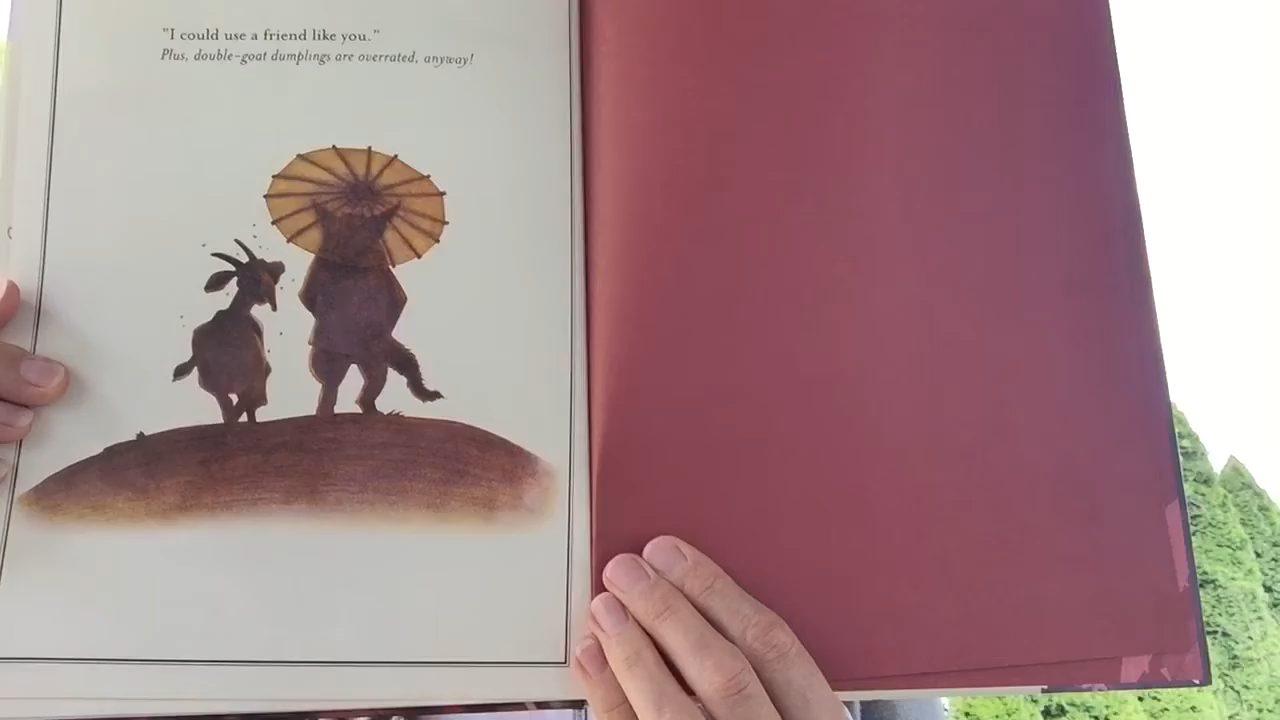 "I could use a friend like you."
Plus, double-goat dumplings are overrated, anyway!